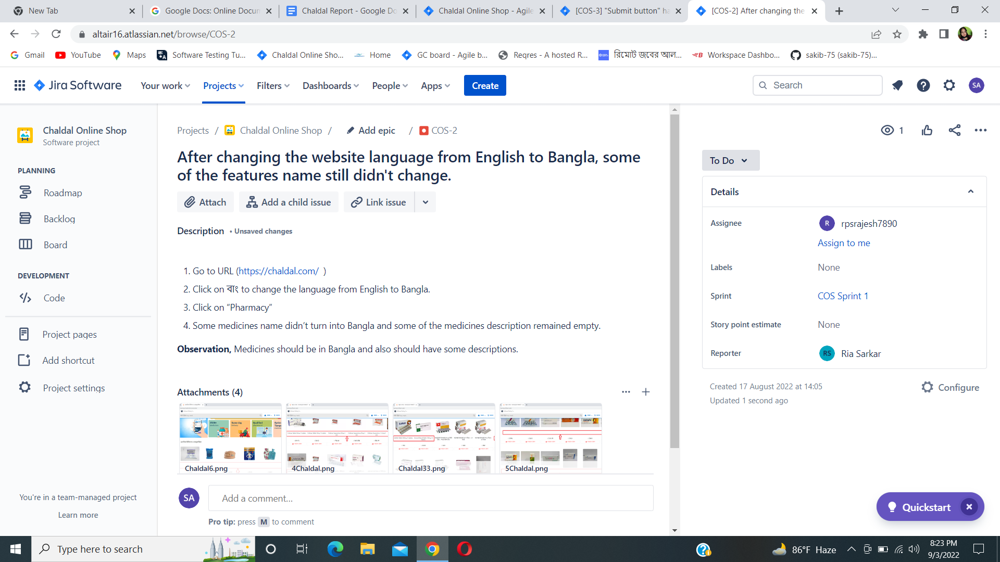 New Tab
Google Docs: Online Docun
Chaldal Report - Google Do
Chaldal Online Shop - Agile
[COS-3] "Submit button" ha
[COS-2] After changing the
altair16.atlassian.net/browse/COS-2
Gmail
YouTube
Maps
Software Testing Tu...
Chaldal Online Sho...
Home
GC board - Agile b...
Reqres - A hosted R...
রিমোট জবের আল...
Workspace Dashbo...
sakib-75 (sakib-75)...
Jira Software
Your work
Projects
Filters
Dashboards
People
Apps
Create
Search
SA
Chaldal Online Shop
Software project
PLANNING
Roadmap
Backlog
Board
DEVELOPMENT
Code
Project pages
Add shortcut
Project settings
You're in a team-managed project
Learn more
Projects / Chaldal Online Shop / Add epic / COS-2
After changing the website language from English to Bangla, some
of the features name still didn't change.
Attach
Add a child issue
Link issue
Description • Unsaved changes
1. Go to URL (https://chaldal.com/ )
2. Click on বাং to change the language from English to Bangla.
3. Click on “Pharmacy”
4. Some medicines name didn’t turn into Bangla and some of the medicines description remained empty.
Observation, Medicines should be in Bangla and also should have some descriptions.
Attachments (4)
Chaldal6.png
4Chaldal.png
Chaldal33.png
5Chaldal.png
SA
Add a comment...
Pro tip: press M to comment
1
To Do
Details
Assignee
R rpsrajesh7890
Assign to me
Labels
None
Sprint
COS Sprint 1
Story point estimate
None
Reporter
RS Ria Sarkar
Created 17 August 2022 at 14:05
Updated 1 second ago
Configure
Quickstart
Type here to search
86°F Haze
8:23 PM
9/3/2022